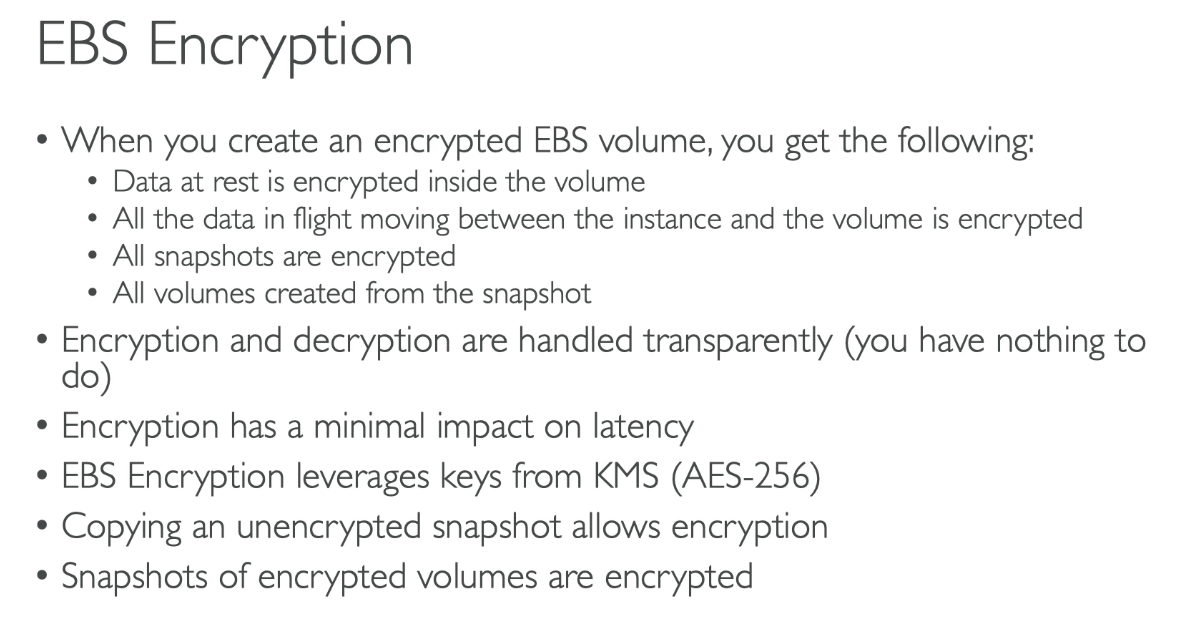 EBS Encryption
• When you create an encrypted EBS volume, you get the following:
• Data at rest is encrypted inside the volume
• All the data in flight moving between the instance and the volume is encrypted
• All snapshots are encrypted
• All volumes created from the snapshot
• Encryption and decryption are handled transparently (you have nothing to
do)
• Encryption has a minimal impact on latency
• EBS Encryption leverages keys from KMS (AES-256)
• Copying an unencrypted snapshot allows encryption
• Snapshots of encrypted volumes are encrypted